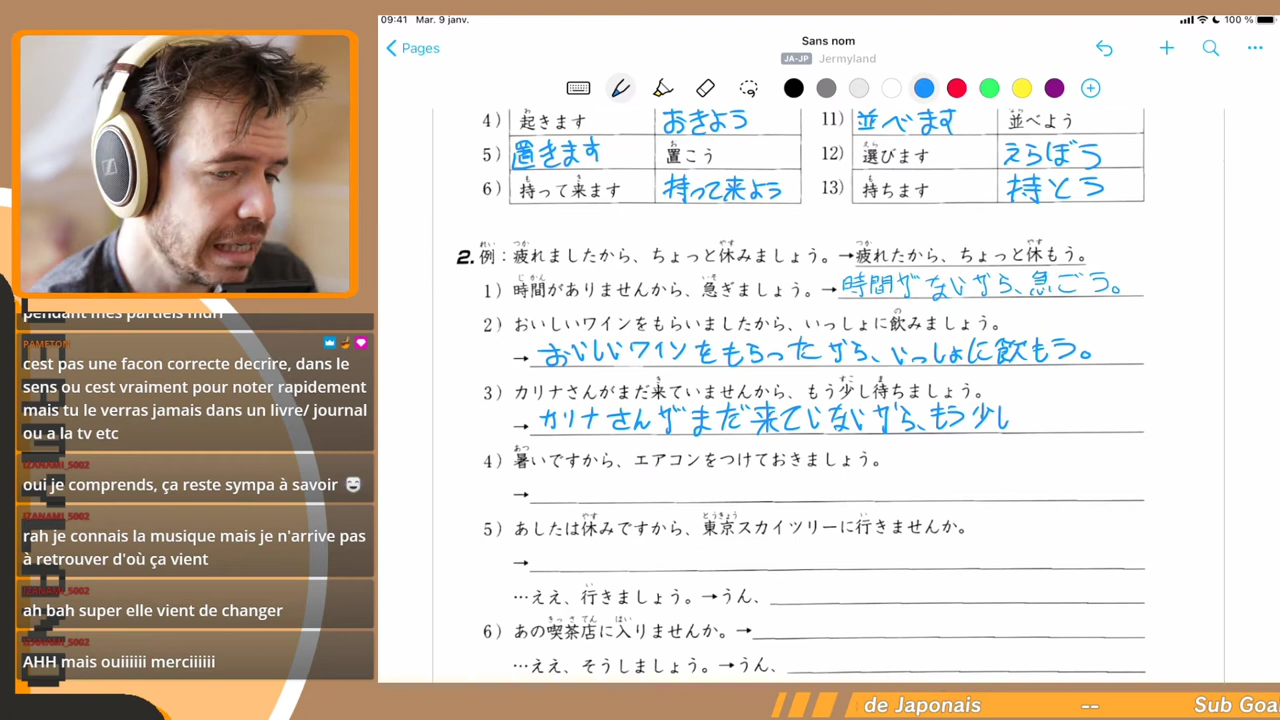 09:41 Mar. 9 janv.
100 %
Pages
Sans nom
JA-JP Jermyland
4) 起きます おきよう 11) 並べます 並べよう
5) 置きます 置こう 12) 選びます えらぼう
6) 持って来ます 持って来よう 13) 持ちます 持とう
2. 例：疲れましたから、ちょっと休みましょう。→疲れたから、ちょっと休もう。
1) 時間がありませんから、急ぎましょう。→時間がないから、急ごう。
2) おいしいワインをもらいましたから、いっしょに飲みましょう。
→おいしいワインをもらったから、いっしょに飲もう。
3) カリナさんがまだ来ていませんから、もう少し待ちましょう。
→カリナさんがまだ来ていないから、もう少し
4) 暑いですから、エアコンをつけておきましょう。
→
5) あしたは休みですから、東京スカイツリーに行きませんか。
→
…ええ、行きましょう。→うん、
6) あの喫茶店に入りませんか。→
…ええ、そうしましょう。→うん、
PAMETON
cest pas une facon correcte decrire, dans le
sens ou cest vraiment pour noter rapidement
mais tu le verras jamais dans un livre/ journal
ou a la tv etc
IZANAMI_5002
oui je comprends, ça reste sympa à savoir
IZANAMI_5002
rah je connais la musique mais je n'arrive pas
à retrouver d'où ça vient
IZANAMI_5002
ah bah super elle vient de changer
IZANAMI_5002
AHH mais ouiiiiii merciiiiii
de Japonais -- Sub Goa